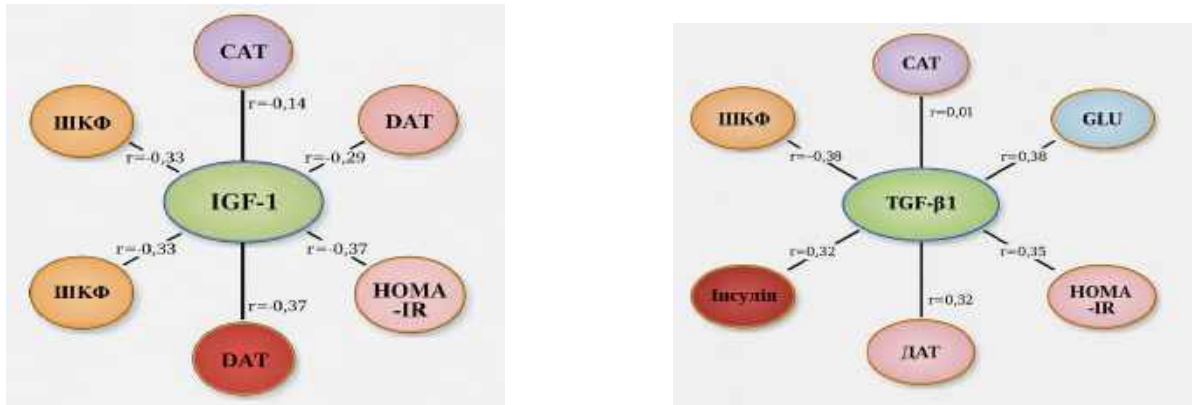 САТ
r=-0,14
ШКФ
DAT
r=-0,33
r=-0,29
IGF-1
r=-0,33
r=-0,37
ШКФ
HOMA
-IR
r=-0,37
DAT
САТ
r=0,01
ШКФ
GLU
r=-0,38
r=0,38
TGF-β1
r=0,32
r=0,35
Інсулін
HOMA
-IR
r=0,32
ДАТ